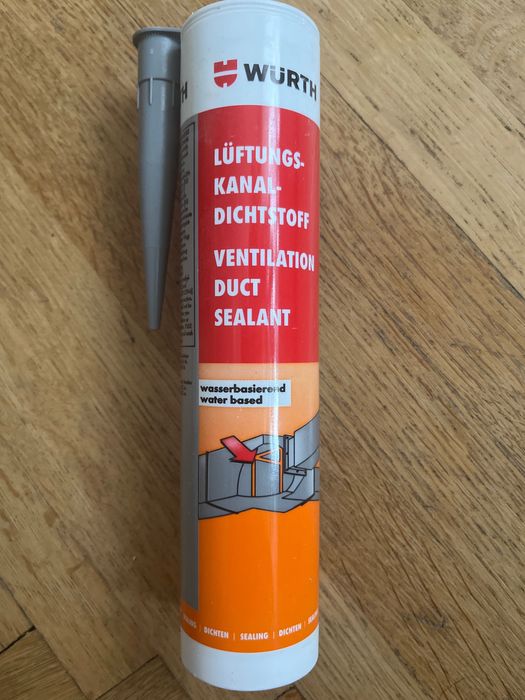 WÜRTH
LÜFTUNGS-
KANAL-
DICHTSTOFF
VENTILATION
DUCT
SEALANT
wasserbasierend
water based
DICHTEN | SEALING | DICHTEN